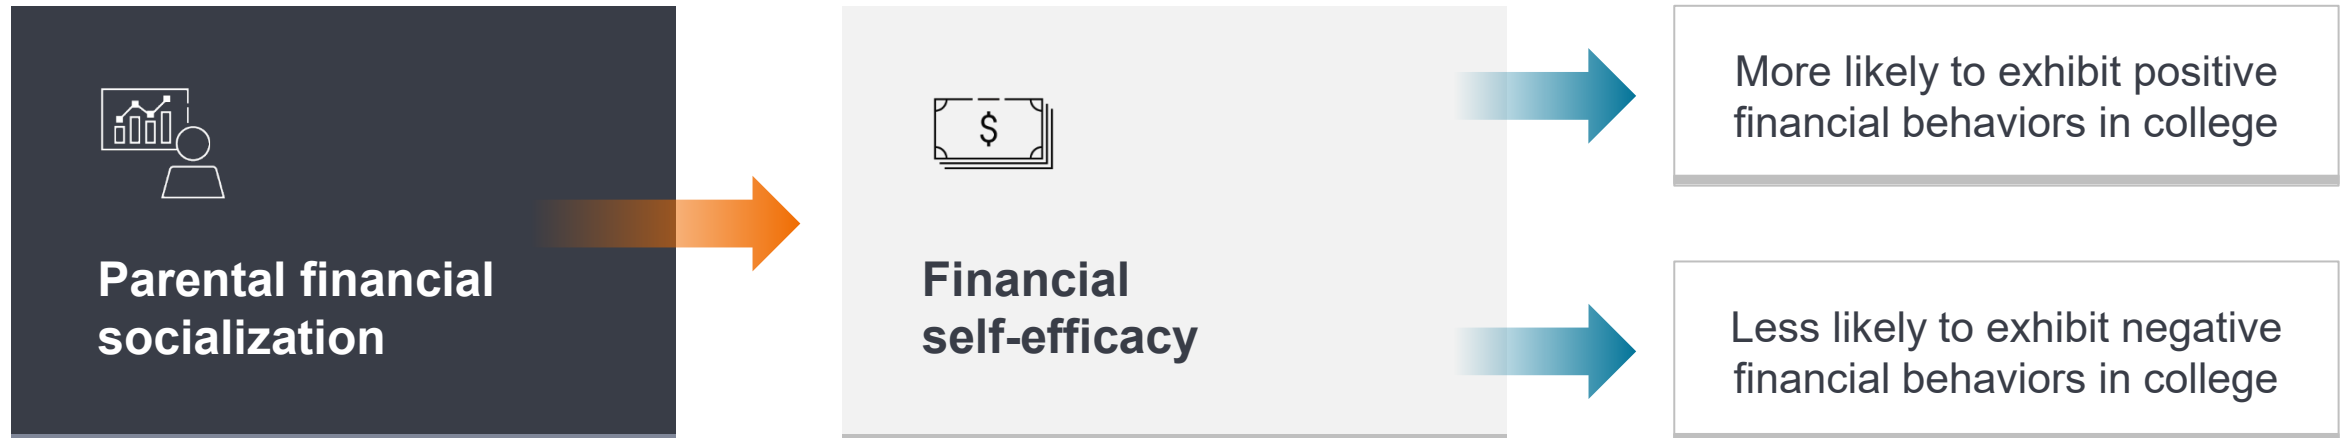 Parental financial
socialization
$
Financial
self-efficacy
More likely to exhibit positive
financial behaviors in college
Less likely to exhibit negative
financial behaviors in college